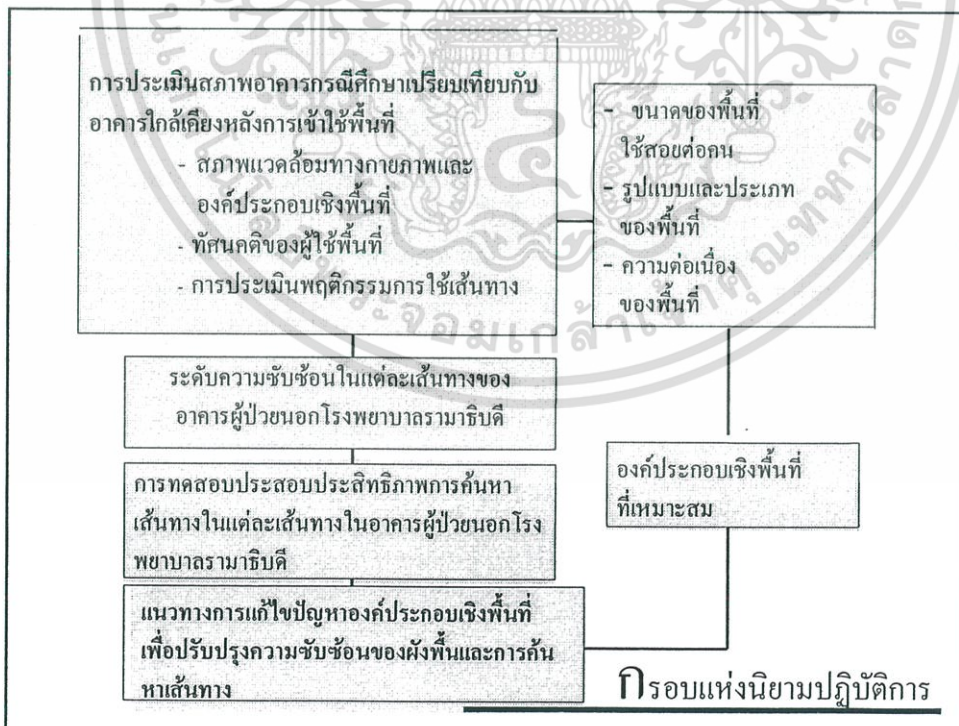 การประเมินสภาพอาคารกรณีศึกษาเปรียบเทียบกับ
อาคารใกล้เคียงหลังการเข้าใช้พื้นที่
- สภาพแวดล้อมทางกายภาพและ
องค์ประกอบเชิงพื้นที่
- ทัศนคติของผู้ใช้พื้นที่
- การประเมินพฤติกรรมการใช้เส้นทาง
- ขนาดของพื้นที่
ใช้สอยต่อคน
- รูปแบบและประเภท
ของพื้นที่
- ความต่อเนื่อง
ของพื้นที่
ระดับความซับซ้อนในแต่ละเส้นทางของ
อาคารผู้ป่วยนอกโรงพยาบาลรามาธิบดี
การทดสอบประสอบประสิทธิภาพการค้นหา
เส้นทางในแต่ละเส้นทางในอาคารผู้ป่วยนอกโรง
พยาบาลรามาธิบดี
องค์ประกอบเชิงพื้นที่
ที่เหมาะสม
แนวทางการแก้ไขปัญหาองค์ประกอบเชิงพื้นที่
เพื่อปรับปรุงความซับซ้อนของผังพื้นและการค้น
หาเส้นทาง
กรอบแห่งนิยามปฏิบัติการ